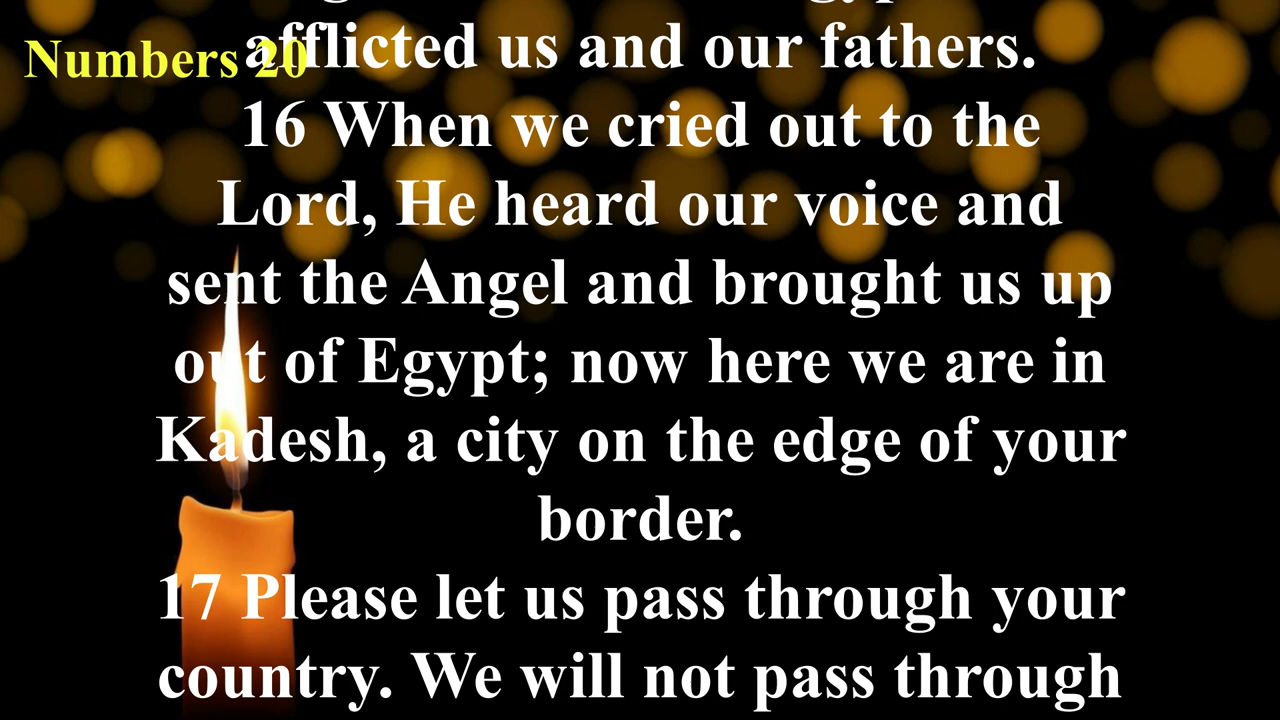 Numbers 20
afflicted us and our fathers.
16 When we cried out to the
Lord, He heard our voice and
sent the Angel and brought us up
out of Egypt; now here we are in
Kadesh, a city on the edge of your
border.
17 Please let us pass through your
country. We will not pass through